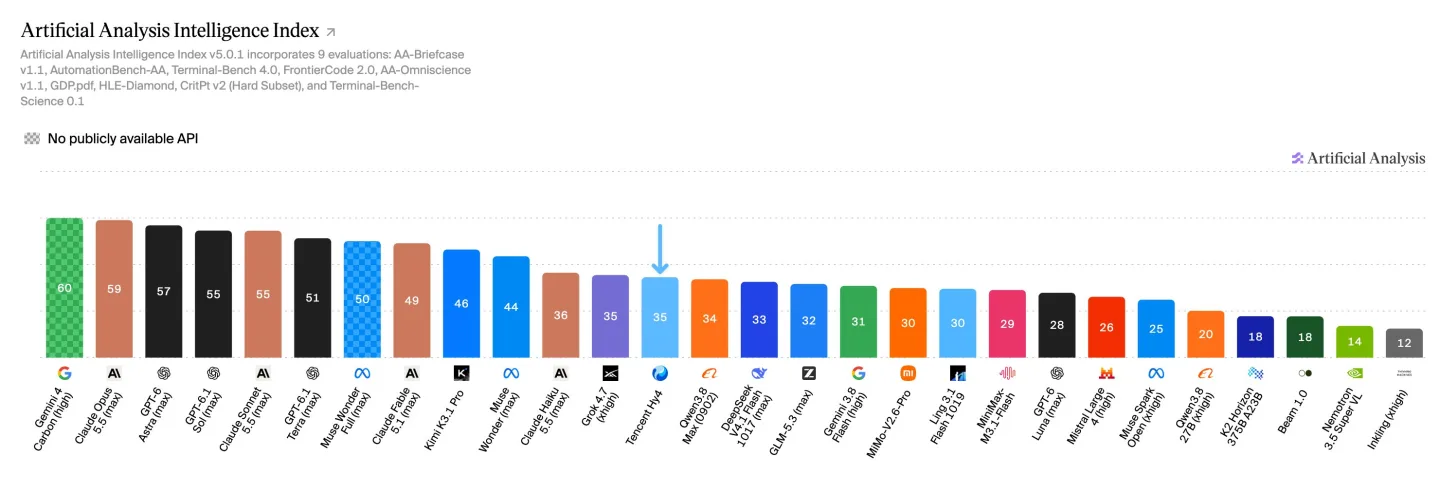 Artificial Analysis Intelligence Index
Artificial Analysis Intelligence Index v5.0.1 incorporates 9 evaluations: AA-Briefcase
v1.1, AutomationBench-AA, Terminal-Bench 4.0, FrontierCode 2.0, AA-Omniscience
v1.1, GDP.pdf, HLE-Diamond, CritPt v2 (Hard Subset), and Terminal-Bench-
Science 0.1
No publicly available API
Artificial Analysis
60
59
57
55
55
51
50
49
46
44
36
35
35
34
33
32
31
30
30
29
28
26
25
20
18
18
14
12
Gemini 4
Carbon (high)
Claude Opus
5.5 (max)
GPT-6
Astra (max)
GPT-6.1
Sol (max)
Claude Sonnet
5.5 (max)
GPT-6.1
Terra (max)
Muse Wonder
Full (max)
Claude Fable
5.1 (max)
Kimi K3.1 Pro
Muse
Wonder (max)
Claude Haiku
5.5 (max)
Grok 4.7
(xhigh)
Tencent Hy4
Qwen3.8
Max (0902)
DeepSeek
V4.1 Flash
1017 (max)
GLM-5.3 (max)
Gemini 3.8
Flash (high)
MiMo-V2.6-Pro
Ling 3.1
Flash 1019
MiniMax-
M3.1-Flash
GPT-6
Luna (max)
Mistral Large
4 (high)
Muse Spark
Open (xhigh)
Qwen3.8
27B (xhigh)
K2 Horizon
375B A23B
Beam 1.0
Nemotron
3.5 Super VL
Inkling (xhigh)